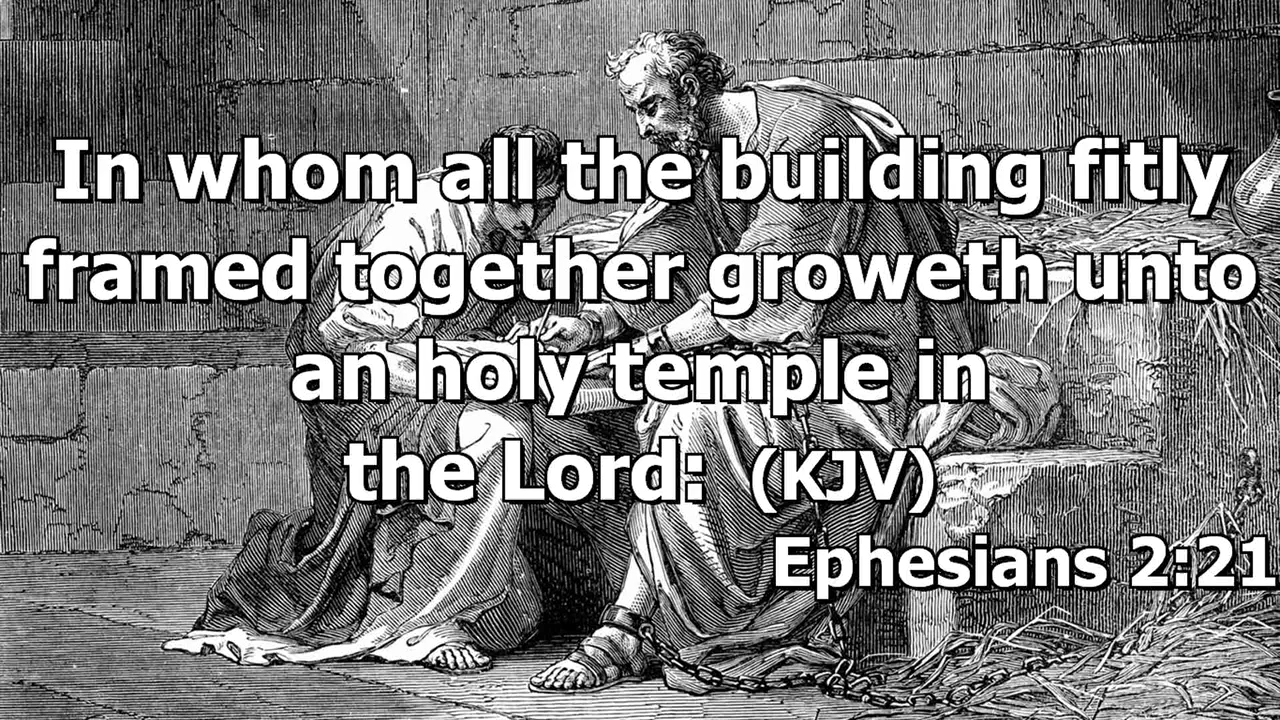 In whom all the building fitly
framed together groweth unto
an holy temple in
the Lord: (KJV)
Ephesians 2:21